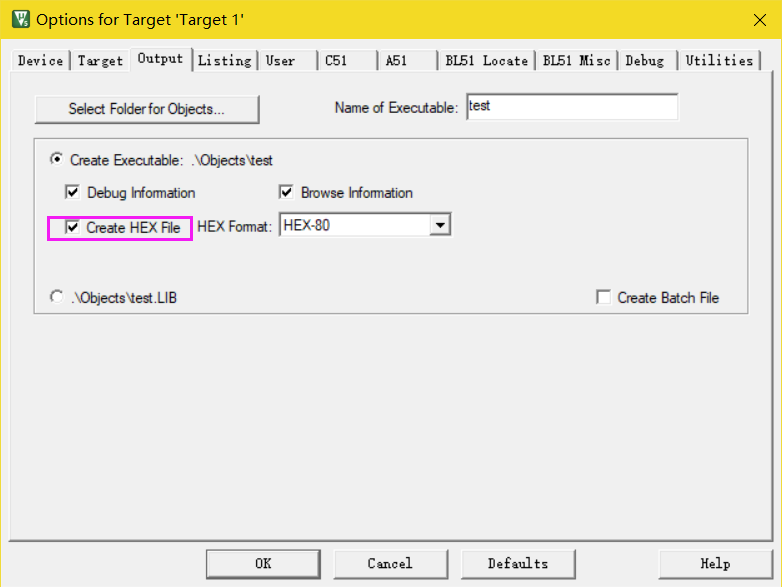 Options for Target 'Target 1'
Device Target Output Listing User C51 A51 BL51 Locate BL51 Misc Debug Utilities
Select Folder for Objects... Name of Executable: test
Create Executable: .\Objects\test
Debug Information Browse Information
Create HEX File HEX Format: HEX-80
.\Objects\test.LIB Create Batch File
OK Cancel Defaults Help